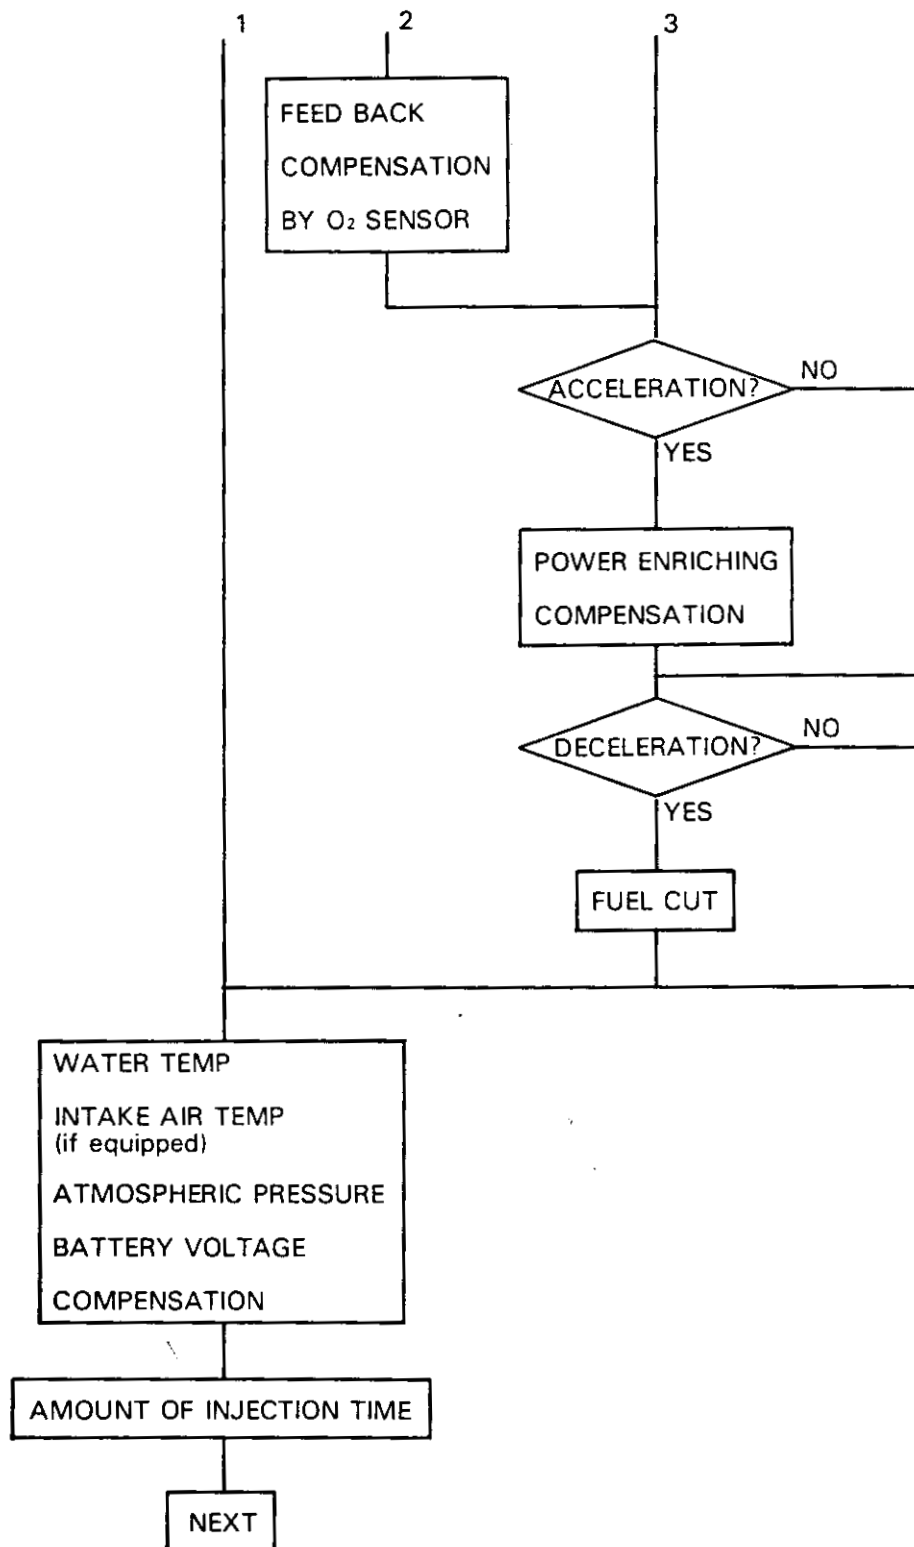 1
2
3
FEED BACK
COMPENSATION
BY O₂ SENSOR
ACCELERATION?
NO
YES
POWER ENRICHING
COMPENSATION
DECELERATION?
NO
YES
FUEL CUT
WATER TEMP
INTAKE AIR TEMP
(if equipped)
ATMOSPHERIC PRESSURE
BATTERY VOLTAGE
COMPENSATION
AMOUNT OF INJECTION TIME
NEXT